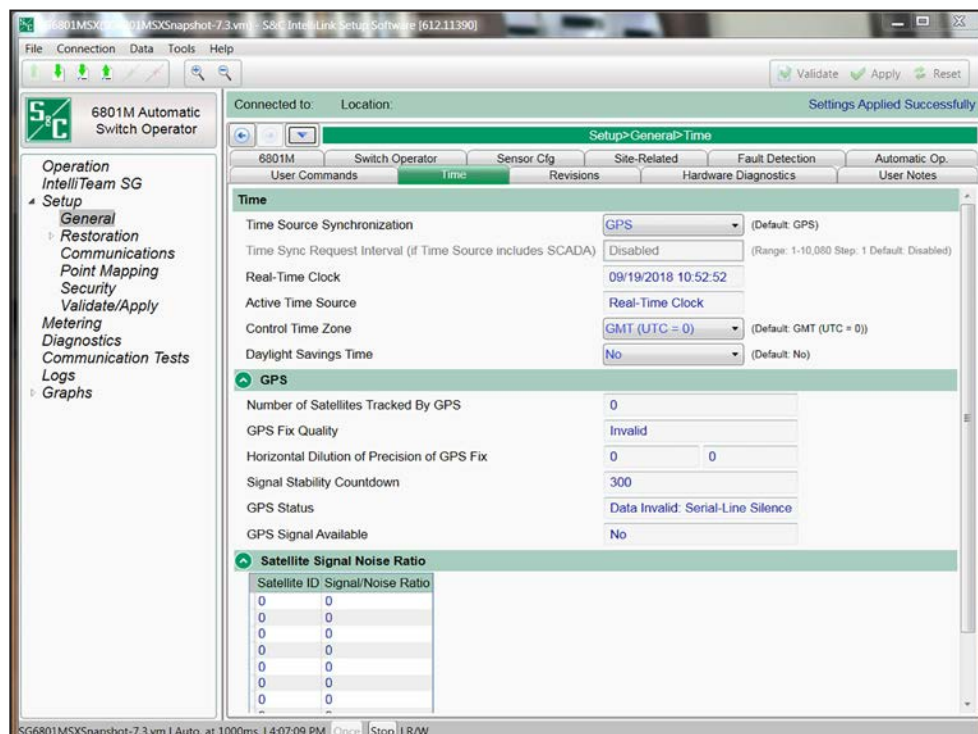 SG6801MSXSnapshot-7.3.vm) - S&C IntelliLink Setup Software [612.11390]
File Connection Data Tools Help
Validate Apply Reset
S&C
6801M Automatic
Switch Operator
Connected to: Location: Settings Applied Successfully
Setup>General>Time
6801M Switch Operator Sensor Cfg Site-Related Fault Detection Automatic Op.
User Commands Time Revisions Hardware Diagnostics User Notes
Operation
IntelliTeam SG
Setup
General
Restoration
Communications
Point Mapping
Security
Validate/Apply
Metering
Diagnostics
Communication Tests
Logs
Graphs
Time
Time Source Synchronization GPS (Default: GPS)
Time Sync Request Interval (if Time Source includes SCADA) Disabled (Range: 1-10,080 Step: 1 Default: Disabled)
Real-Time Clock 09/19/2018 10:52:52
Active Time Source Real-Time Clock
Control Time Zone GMT (UTC = 0) (Default: GMT (UTC = 0))
Daylight Savings Time No (Default: No)
GPS
Number of Satellites Tracked By GPS 0
GPS Fix Quality Invalid
Horizontal Dilution of Precision of GPS Fix 0 0
Signal Stability Countdown 300
GPS Status Data Invalid: Serial-Line Silence
GPS Signal Available No
Satellite Signal Noise Ratio
Satellite ID Signal/Noise Ratio
0 0
0 0
0 0
0 0
0 0
0 0
0 0
SG6801MSXSnapshot-7.3.vm | Auto. at 1000ms. | 4:07:09 PM Once Stop | R/W